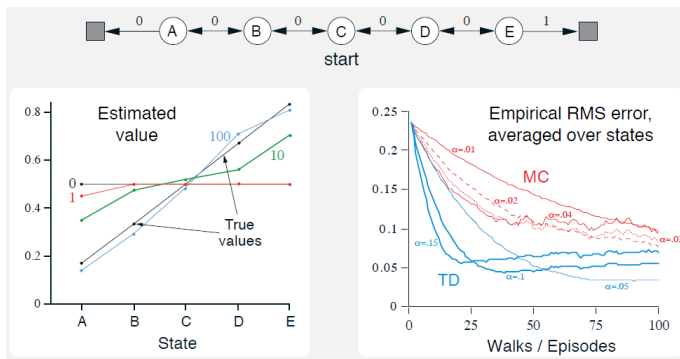 0 0 0 0 0 1
A B C D E
start
Estimated
value
0.8
0.6
0.4
0.2
0
0
1
100
10
True
values
A B C D E
State
Empirical RMS error,
averaged over states
0.25
0.2
0.15
0.1
0.05
0
α=.01
MC
α=.02
α=.04
α=.03
α=.15
TD
α=.1
α=.05
0 25 50 75 100
Walks / Episodes